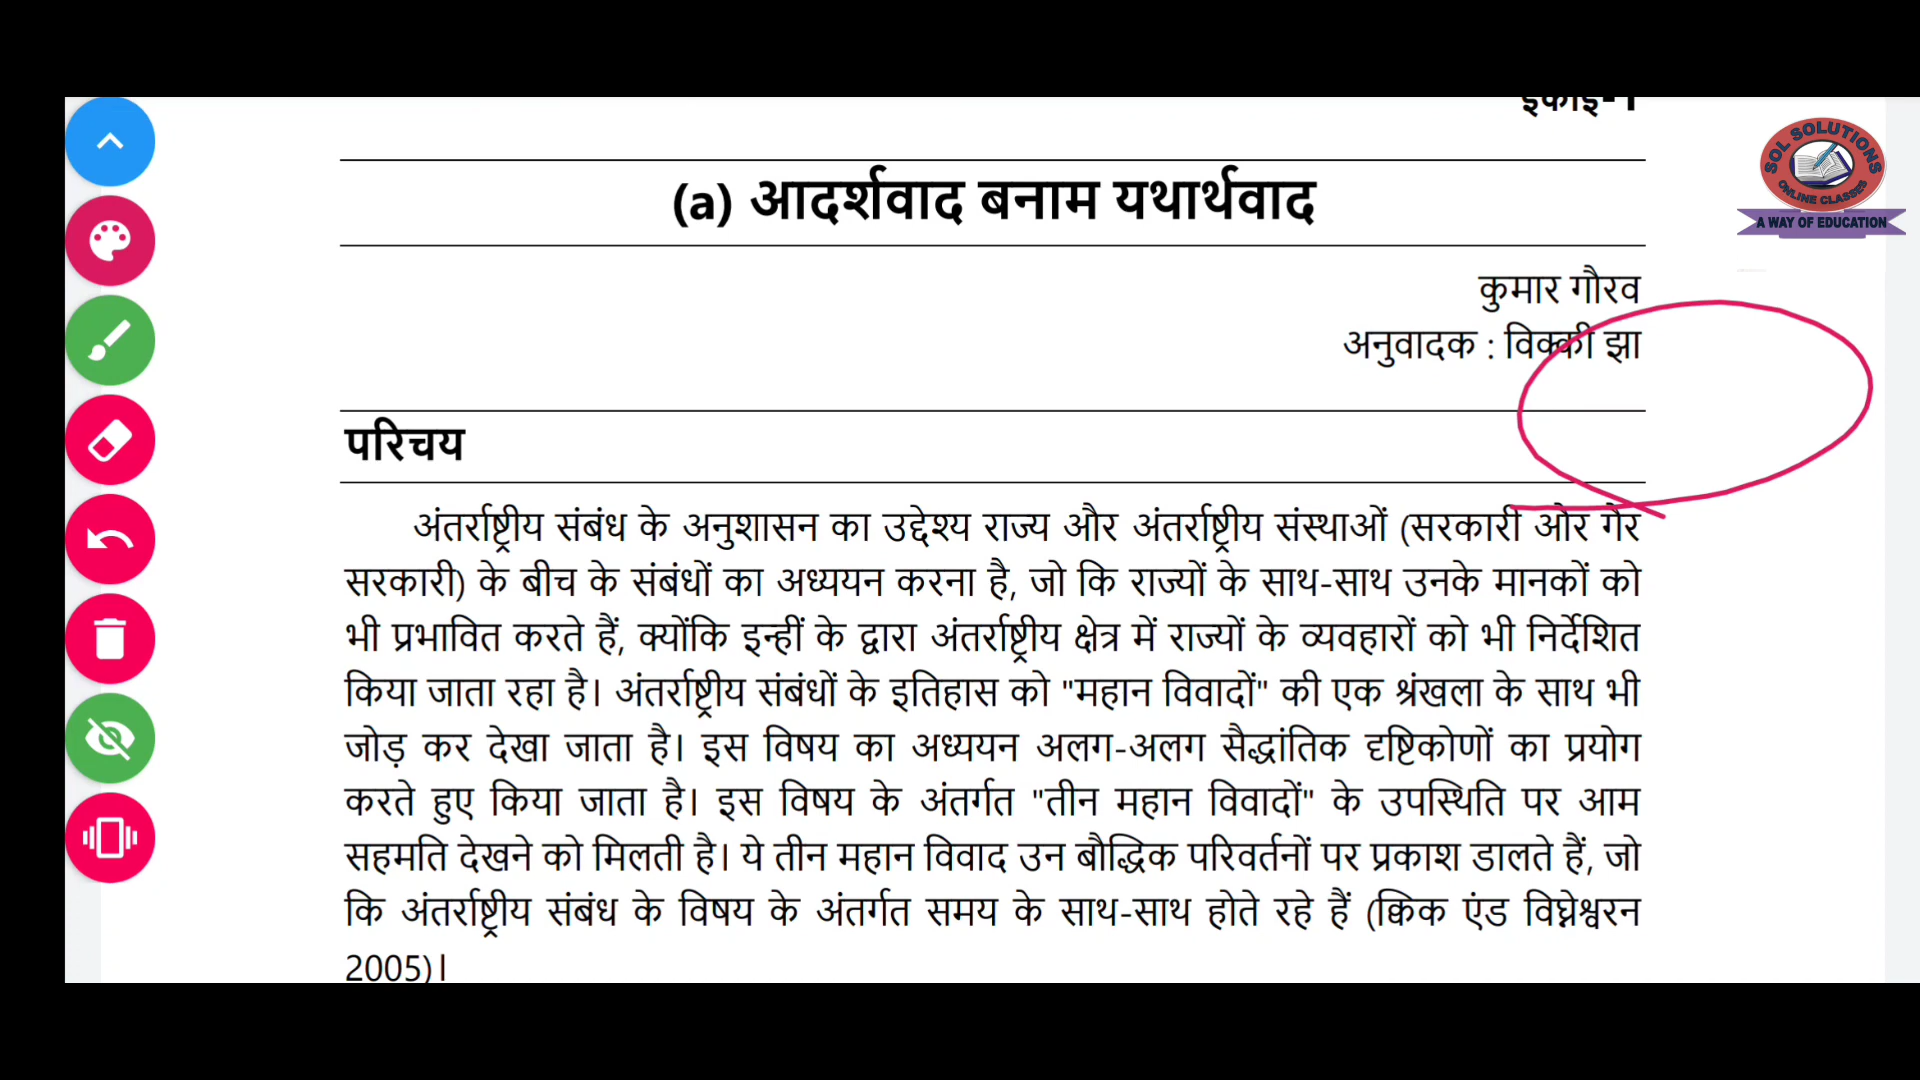 इकाई-1
SOL SOLUTIONS
ONLINE CLASSES
A WAY OF EDUCATION
(a) आदर्शवाद बनाम यथार्थवाद
कुमार गौरव
अनुवादक : विक्की झा
परिचय
अंतर्राष्ट्रीय संबंध के अनुशासन का उद्देश्य राज्य और अंतर्राष्ट्रीय संस्थाओं (सरकारी और गैर
सरकारी) के बीच के संबंधों का अध्ययन करना है, जो कि राज्यों के साथ-साथ उनके मानकों को
भी प्रभावित करते हैं, क्योंकि इन्हीं के द्वारा अंतर्राष्ट्रीय क्षेत्र में राज्यों के व्यवहारों को भी निर्देशित
किया जाता रहा है। अंतर्राष्ट्रीय संबंधों के इतिहास को "महान विवादों" की एक श्रंखला के साथ भी
जोड़ कर देखा जाता है। इस विषय का अध्ययन अलग-अलग सैद्धांतिक दृष्टिकोणों का प्रयोग
करते हुए किया जाता है। इस विषय के अंतर्गत "तीन महान विवादों" के उपस्थिति पर आम
सहमति देखने को मिलती है। ये तीन महान विवाद उन बौद्धिक परिवर्तनों पर प्रकाश डालते हैं, जो
कि अंतर्राष्ट्रीय संबंध के विषय के अंतर्गत समय के साथ-साथ होते रहे हैं (क्विक एंड विघ्नेश्वरन
2005)।